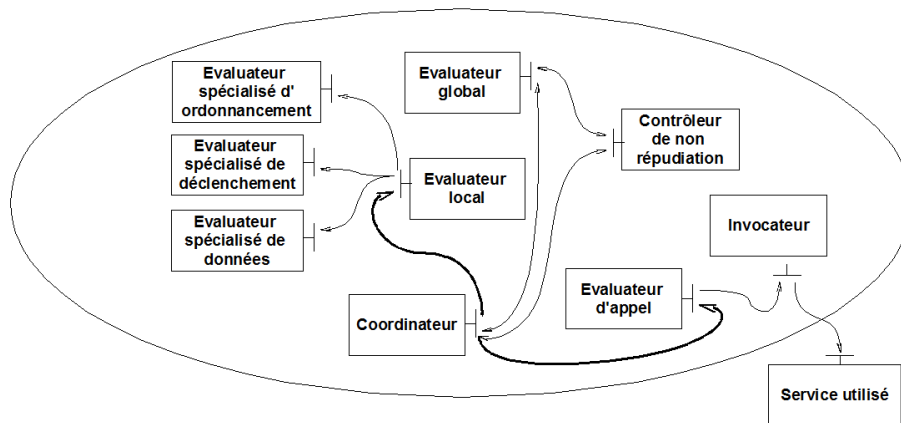 Evaluateur
spécialisé d'
ordonnancement
Evaluateur
global
Contrôleur
de non
répudiation
Evaluateur
spécialisé de
déclenchement
Evaluateur
local
Evaluateur
spécialisé de
données
Invocateur
Evaluateur
d'appel
Coordinateur
Service utilisé